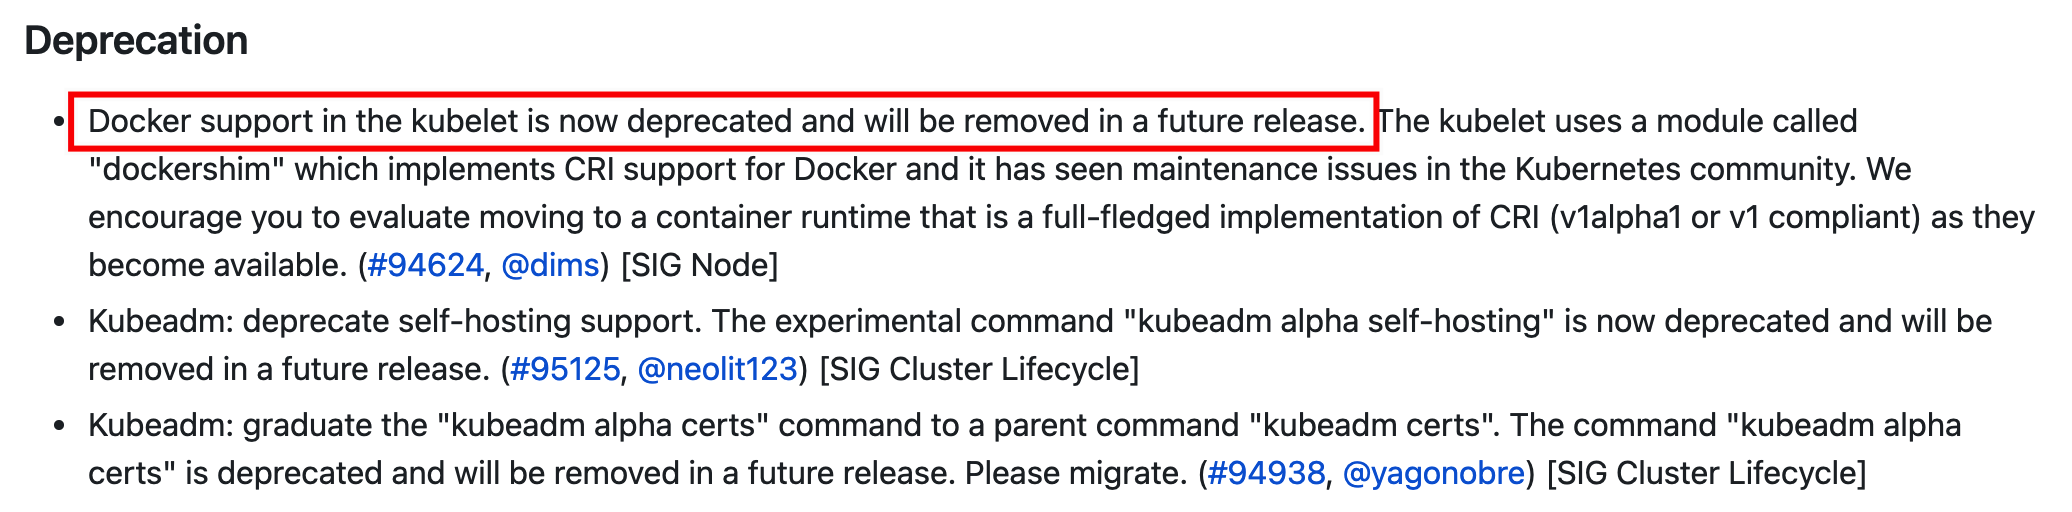 Deprecation
• Docker support in the kubelet is now deprecated and will be removed in a future release. The kubelet uses a module called
"dockershim" which implements CRI support for Docker and it has seen maintenance issues in the Kubernetes community. We
encourage you to evaluate moving to a container runtime that is a full-fledged implementation of CRI (v1alpha1 or v1 compliant) as they
become available. (#94624, @dims) [SIG Node]
• Kubeadm: deprecate self-hosting support. The experimental command "kubeadm alpha self-hosting" is now deprecated and will be
removed in a future release. (#95125, @neolit123) [SIG Cluster Lifecycle]
• Kubeadm: graduate the "kubeadm alpha certs" command to a parent command "kubeadm certs". The command "kubeadm alpha
certs" is deprecated and will be removed in a future release. Please migrate. (#94938, @yagonobre) [SIG Cluster Lifecycle]